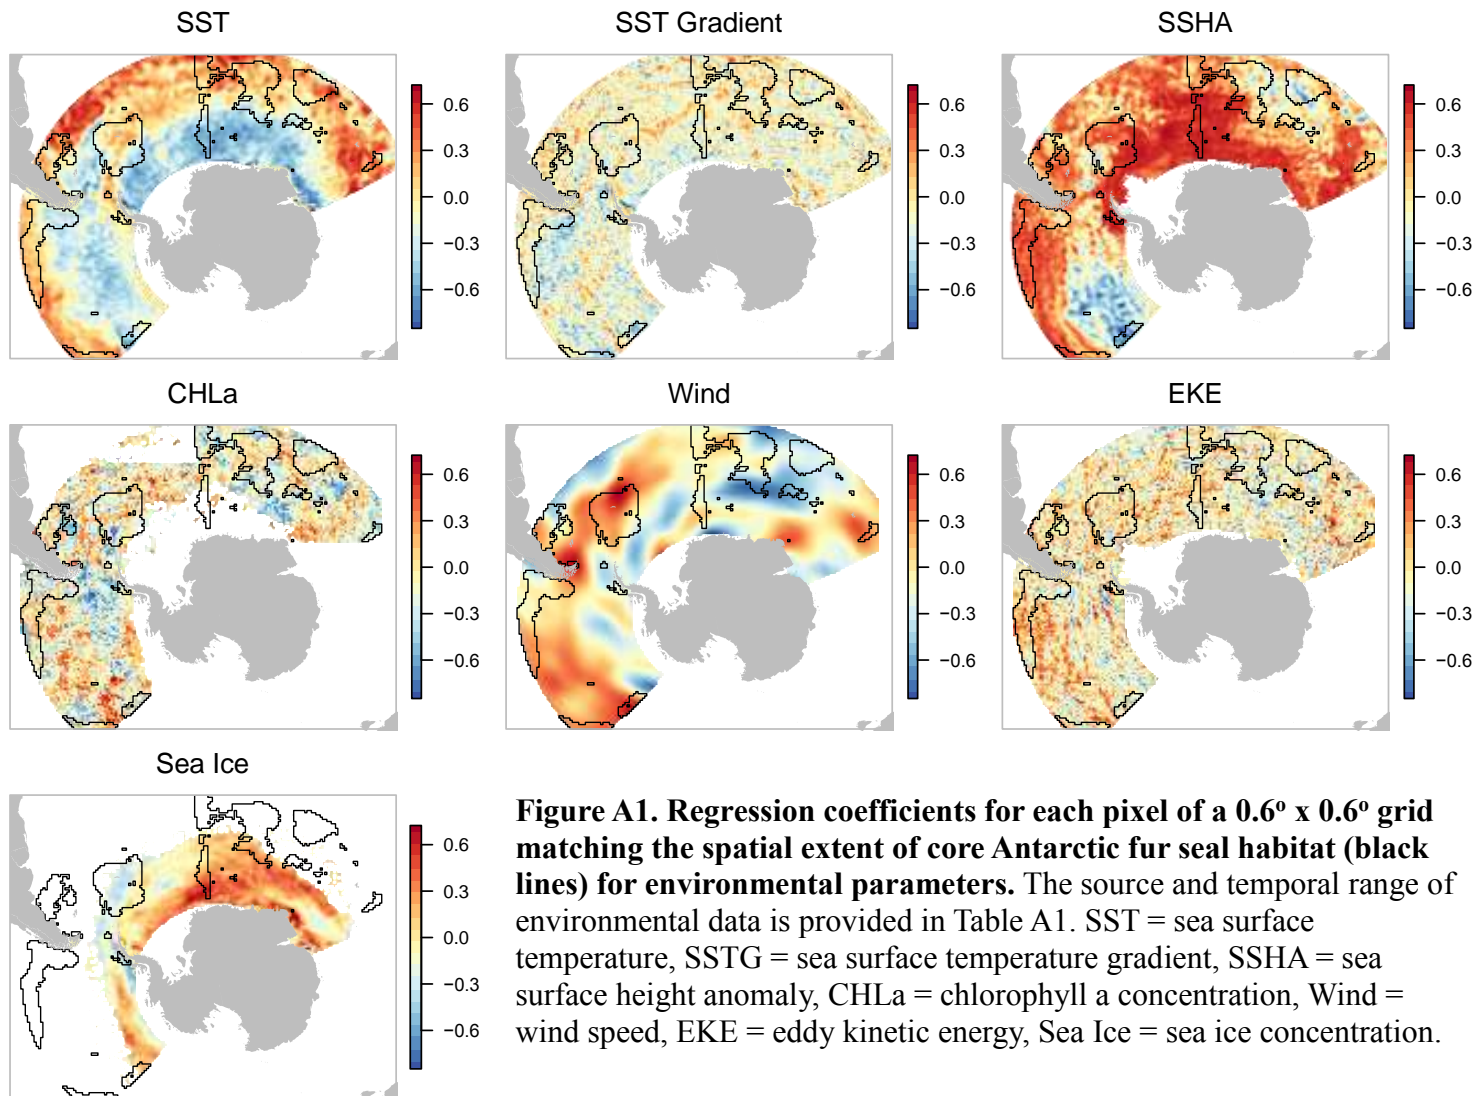 SST
SST Gradient
SSHA
0.6
0.3
0.0
−0.3
−0.6
0.6
0.3
0.0
−0.3
−0.6
0.6
0.3
0.0
−0.3
−0.6
CHLa
Wind
EKE
0.6
0.3
0.0
−0.3
−0.6
0.6
0.3
0.0
−0.3
−0.6
0.6
0.3
0.0
−0.3
−0.6
Sea Ice
0.6
0.3
0.0
−0.3
−0.6
Figure A1. Regression coefficients for each pixel of a 0.6º x 0.6º grid
matching the spatial extent of core Antarctic fur seal habitat (black
lines) for environmental parameters. The source and temporal range of
environmental data is provided in Table A1. SST = sea surface
temperature, SSTG = sea surface temperature gradient, SSHA = sea
surface height anomaly, CHLa = chlorophyll a concentration, Wind =
wind speed, EKE = eddy kinetic energy, Sea Ice = sea ice concentration.